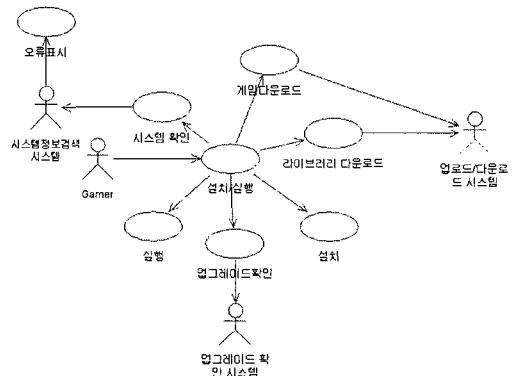 오류표시
게임다운로드
시스템정보검색
시스템
시스템 확인
라이브러리 다운로드
업로드/다운로
드 시스템
Gamer
설치/실행
실행
설치
업그레이드확인
업그레이드 확
인 시스템